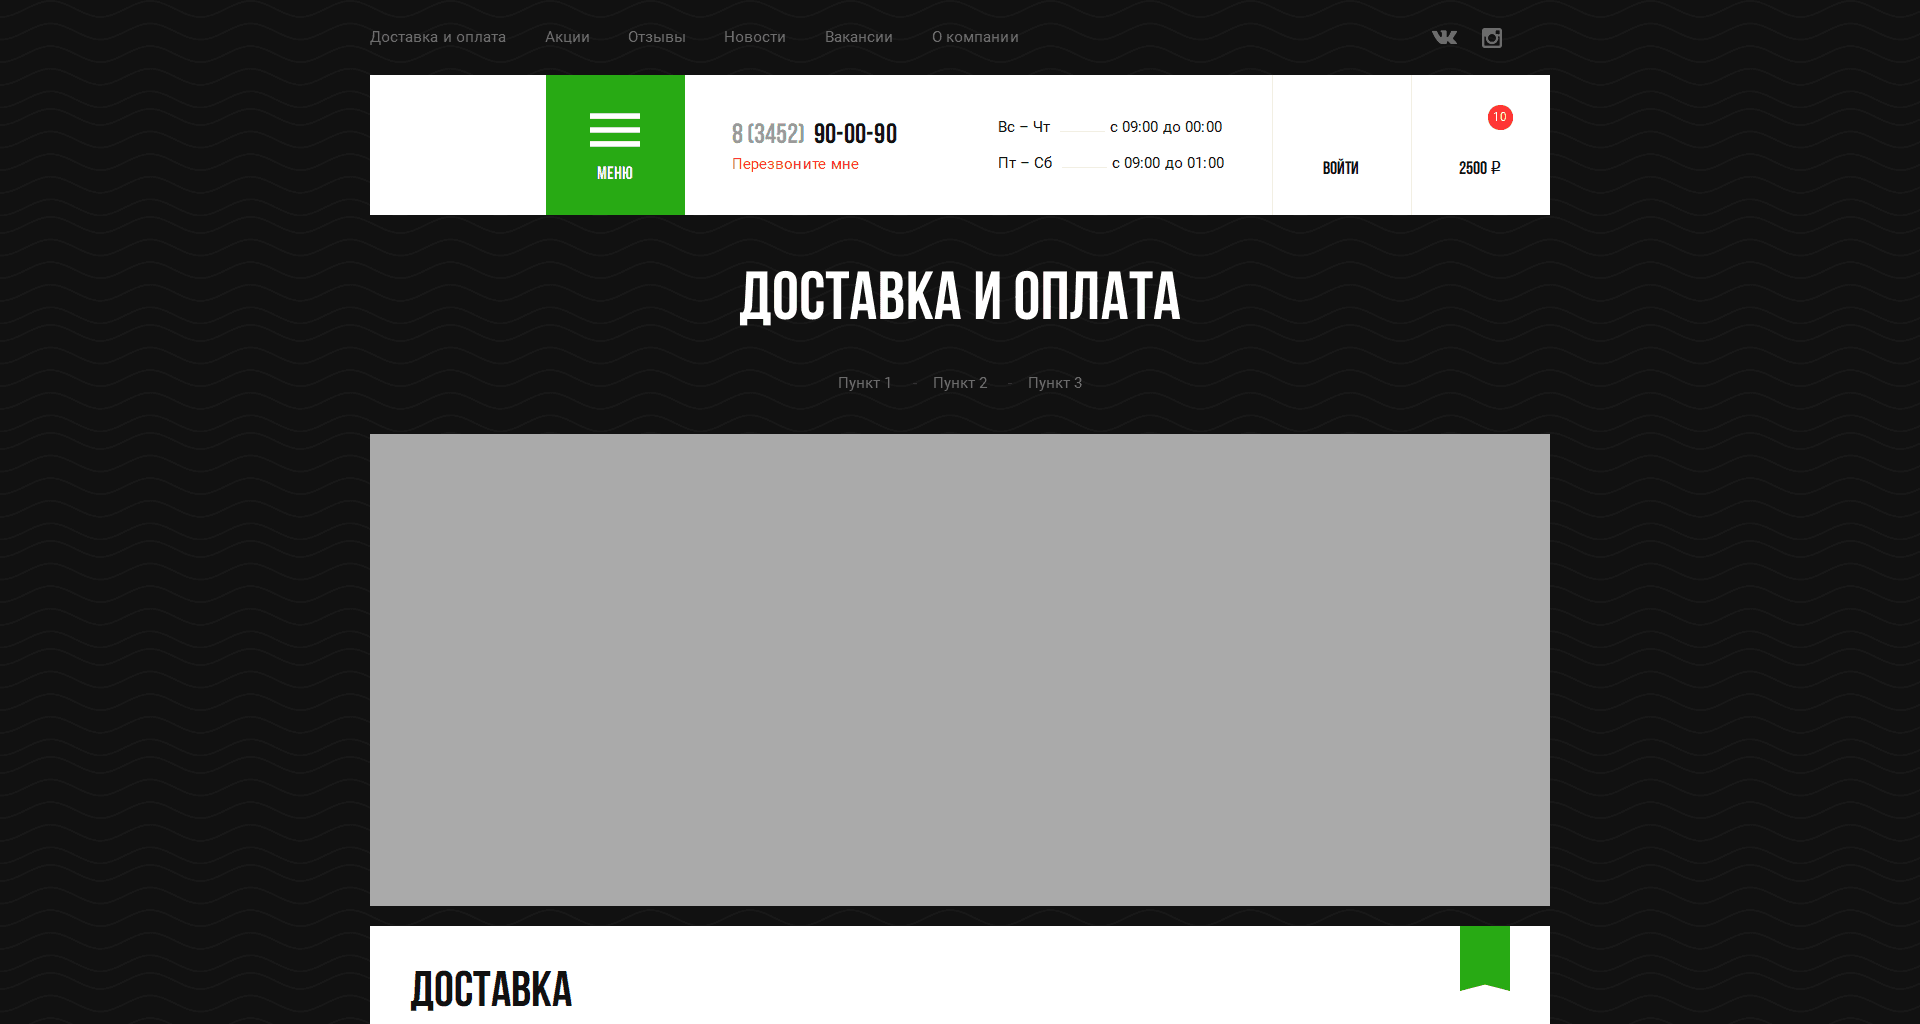 Доставка и оплата Акции Отзывы Новости Вакансии О компании
МЕНЮ
8 (3452) 90-00-90
Перезвоните мне
Вс – Чт с 09:00 до 00:00
Пт – Сб с 09:00 до 01:00
ВОЙТИ
10
2500 ₽
ДОСТАВКА И ОПЛАТА
Пункт 1 - Пункт 2 - Пункт 3
ДОСТАВКА